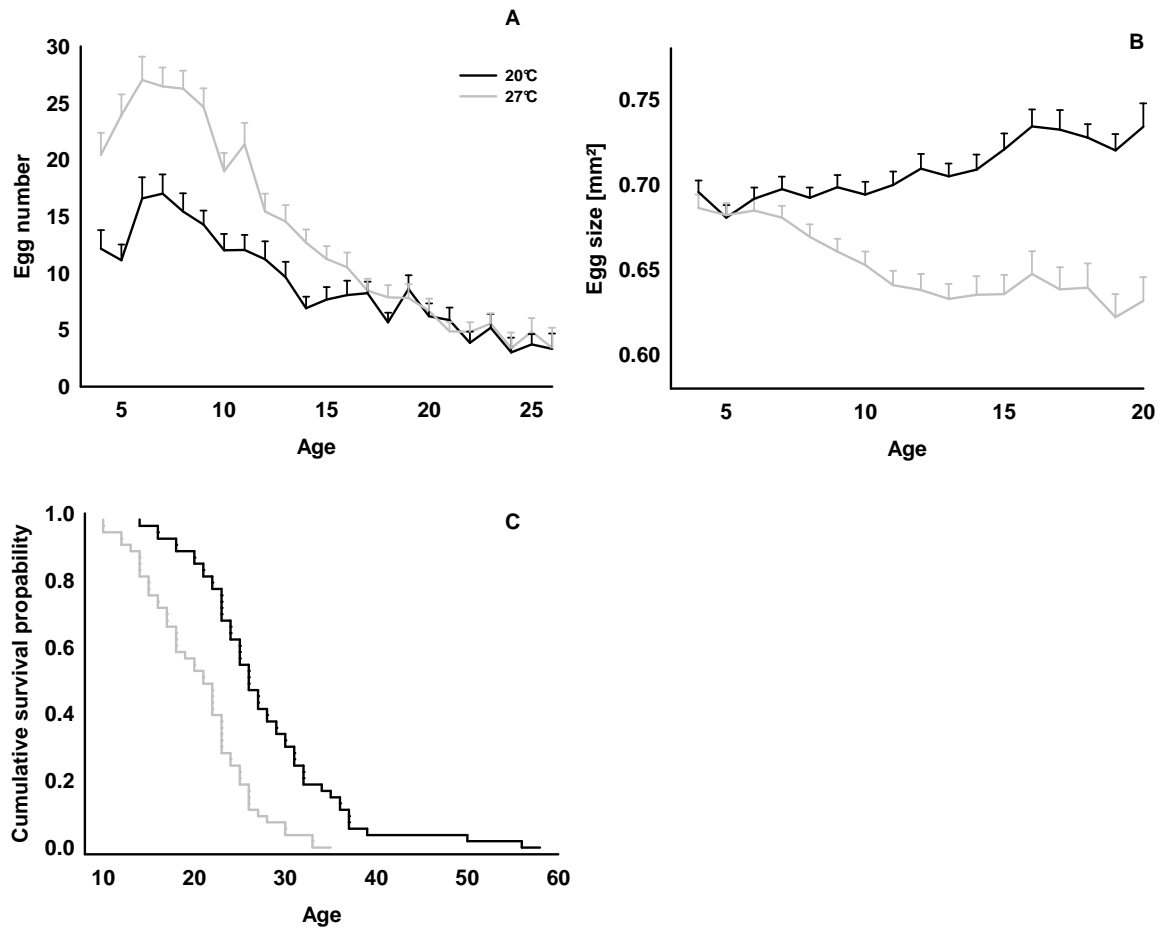 A
30
25
20
15
10
5
0
Egg number
20°C
27°C
5 10 15 20 25
Age
B
0.75
0.70
0.65
0.60
Egg size [mm²]
5 10 15 20
Age
C
1.0
0.8
0.6
0.4
0.2
0.0
Cumulative survival propability
10 20 30 40 50 60
Age